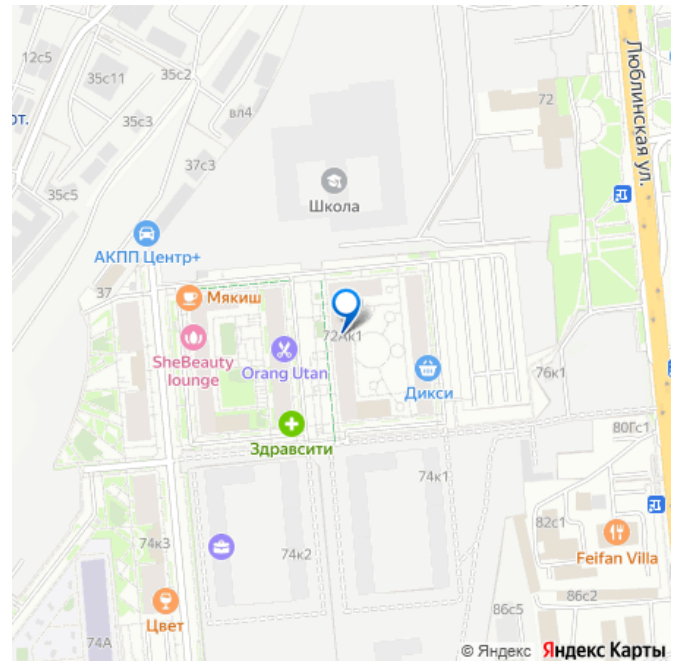 12с5
35с11
35с2
от.
35с3
вл4
72
Люблинская ул.
37с3
35с5
Школа
АКПП Центр+
37
Мякиш
72Ак1
SheBeauty
lounge
Orang Utan
Дикси
76к1
Здравсити
80Гс1
74к1
82с1
74к3
74к2
Feifan Villa
86с2
86с5
Цвет
74А
© Яндекс Яндекс Карты